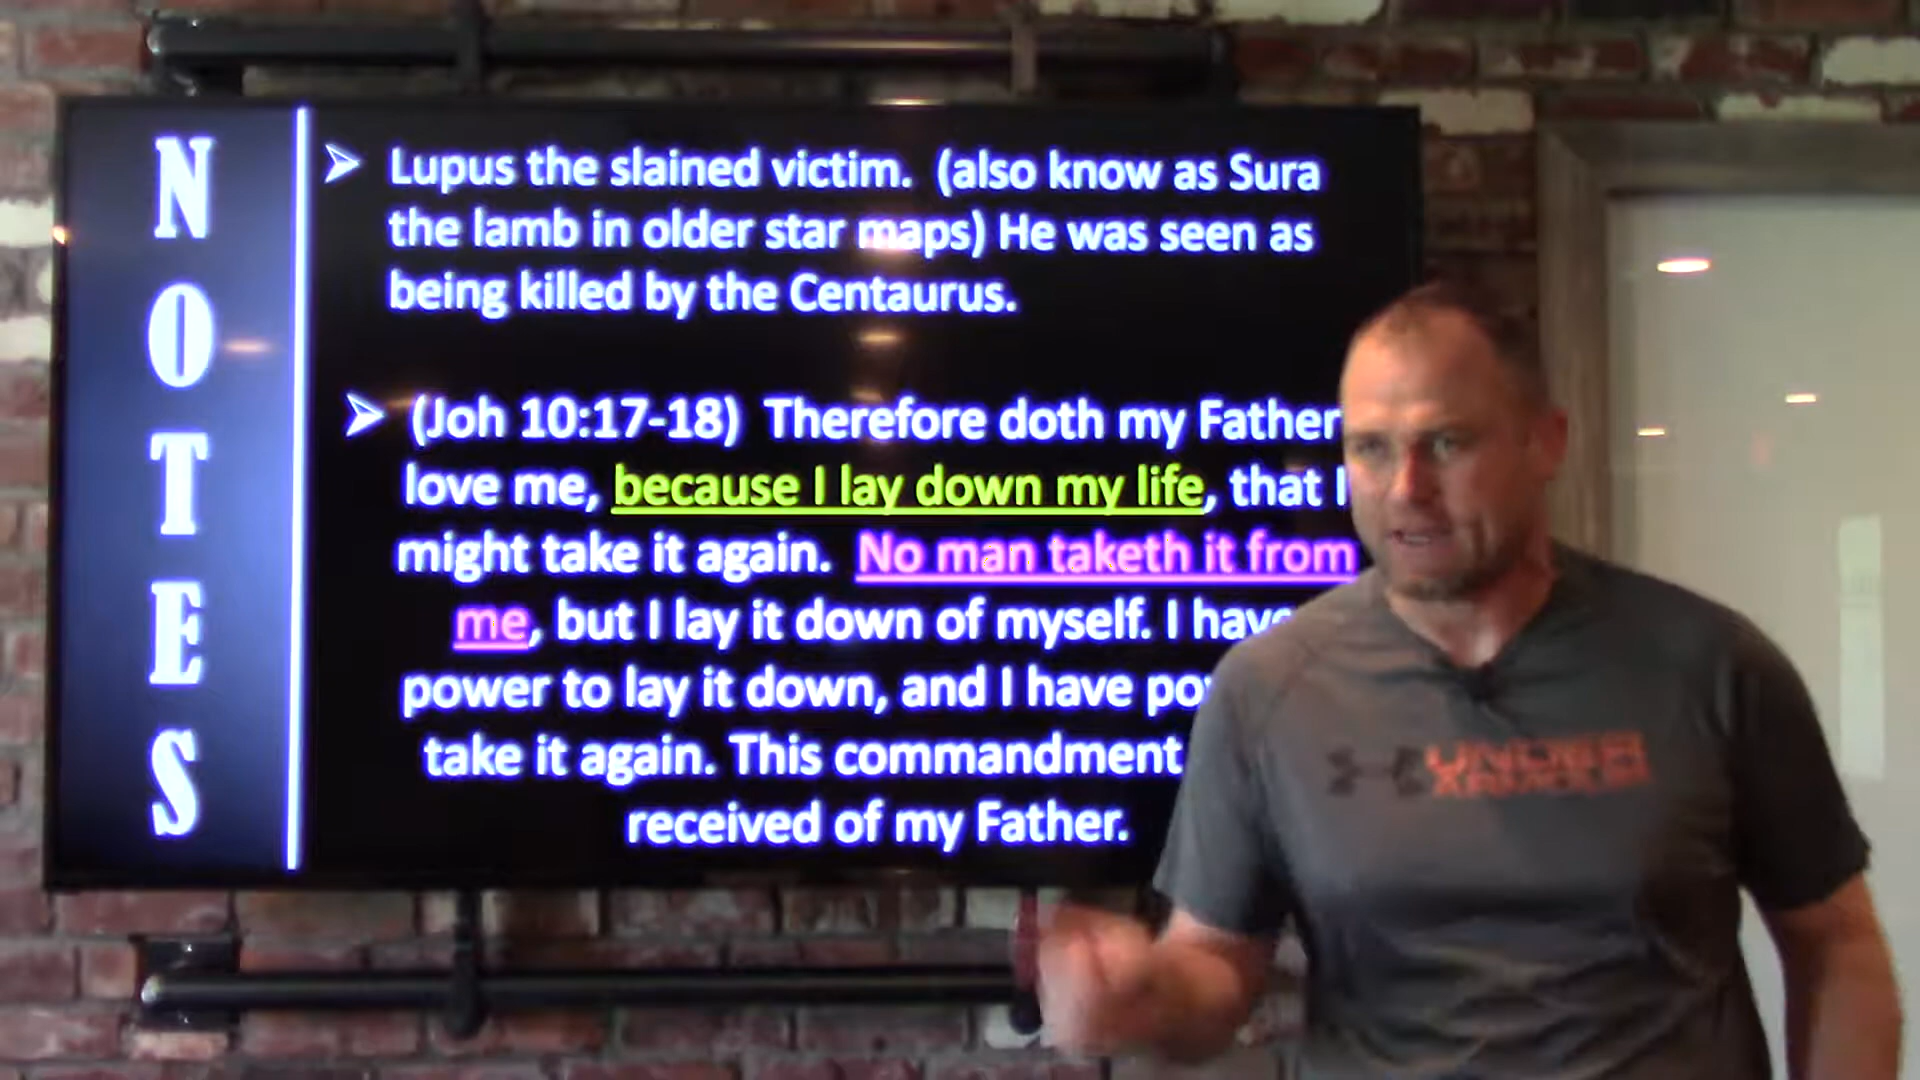 NOTES
Lupus the slained victim. (also know as Sura
the lamb in older star maps) He was seen as
being killed by the Centaurus.
(Joh 10:17-18) Therefore doth my Father
love me, because I lay down my life, that I
might take it again. No man taketh it from
me, but I lay it down of myself. I have
power to lay it down, and I have
take it again. This commandment
received of my Father.
UNDER
ARMOUR